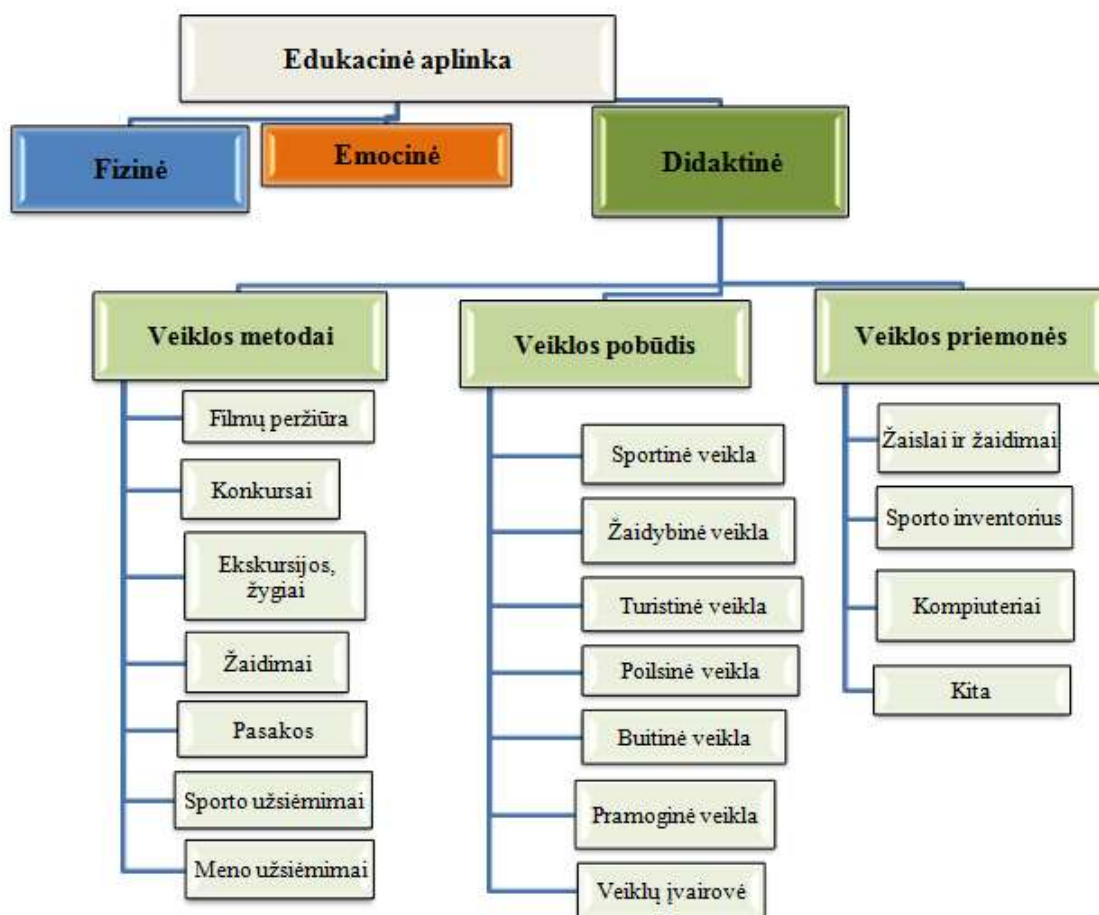 Edukacinė aplinka
Fizinė
Emocinė
Didaktinė
Veiklos metodai
Filmų peržiūra
Konkursai
Ekskursijos,
žygiai
Žaidimai
Pasakos
Sporto užsiėmimai
Meno užsiėmimai
Veiklos pobūdis
Sportinė veikla
Žaidybinė veikla
Turistinė veikla
Poilsinė veikla
Buitinė veikla
Pramoginė veikla
Veiklų įvairovė
Veiklos priemonės
Žaislai ir žaidimai
Sporto inventorius
Kompiuteriai
Kita